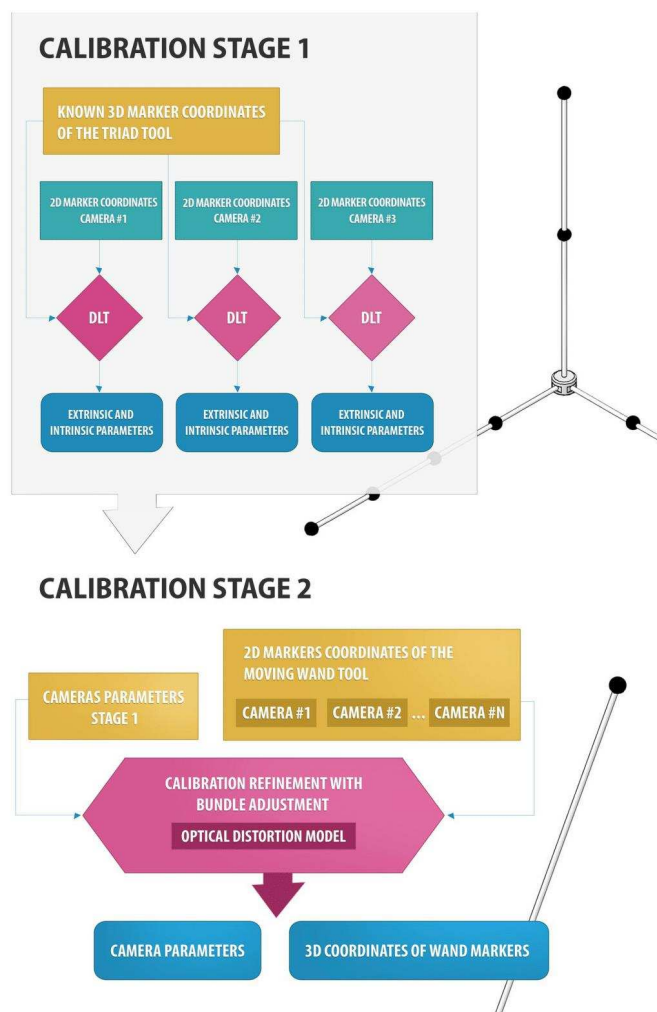 CALIBRATION STAGE 1
KNOWN 3D MARKER COORDINATES
OF THE TRIAD TOOL
2D MARKER COORDINATES
CAMERA #1
2D MARKER COORDINATES
CAMERA #2
2D MARKER COORDINATES
CAMERA #3
DLT
DLT
DLT
EXTRINSIC AND
INTRINSIC PARAMETERS
EXTRINSIC AND
INTRINSIC PARAMETERS
EXTRINSIC AND
INTRINSIC PARAMETERS
CALIBRATION STAGE 2
CAMERAS PARAMETERS
STAGE 1
2D MARKERS COORDINATES OF THE
MOVING WAND TOOL
CAMERA #1 CAMERA #2 ... CAMERA #N
CALIBRATION REFINEMENT WITH
BUNDLE ADJUSTMENT
OPTICAL DISTORTION MODEL
CAMERA PARAMETERS
3D COORDINATES OF WAND MARKERS